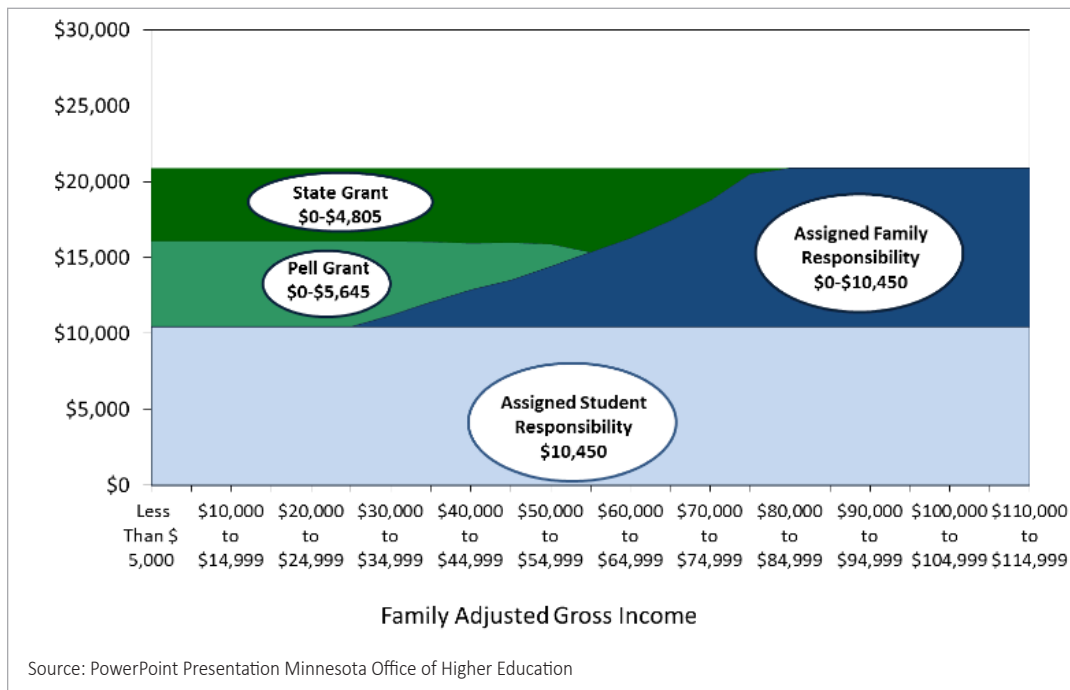 $30,000
$25,000
$20,000
$15,000
$10,000
$5,000
$0
State Grant
$0-$4,805
Pell Grant
$0-$5,645
Assigned Family
Responsibility
$0-$10,450
Assigned Student
Responsibility
$10,450
Less $10,000 $20,000 $30,000 $40,000 $50,000 $60,000 $70,000 $80,000 $90,000 $100,000 $110,000
Than $ to to to to to to to to to to to
5,000 $14,999 $24,999 $34,999 $44,999 $54,999 $64,999 $74,999 $84,999 $94,999 $104,999 $114,999
Family Adjusted Gross Income
Source: PowerPoint Presentation Minnesota Office of Higher Education